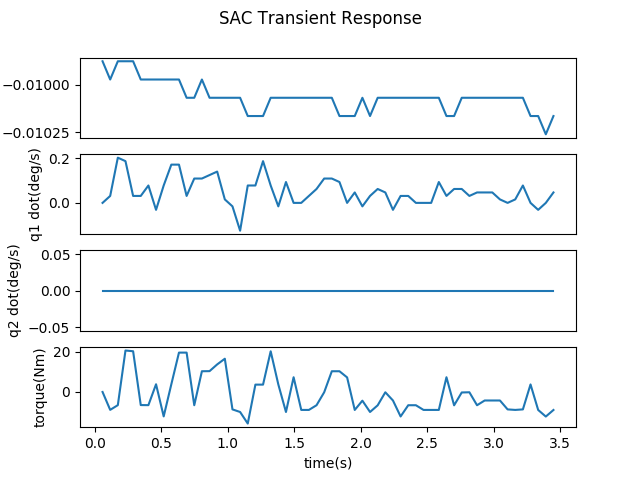 SAC Transient Response
−0.01000
−0.01025
0.2
0.0
q1 dot(deg/s)
0.05
0.00
−0.05
q2 dot(deg/s)
20
0
torque(Nm)
0.0 0.5 1.0 1.5 2.0 2.5 3.0 3.5
time(s)